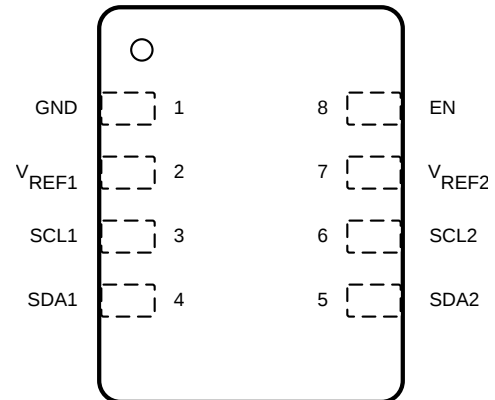 GND 1 8 EN
VREF1 2 7 VREF2
SCL1 3 6 SCL2
SDA1 4 5 SDA2